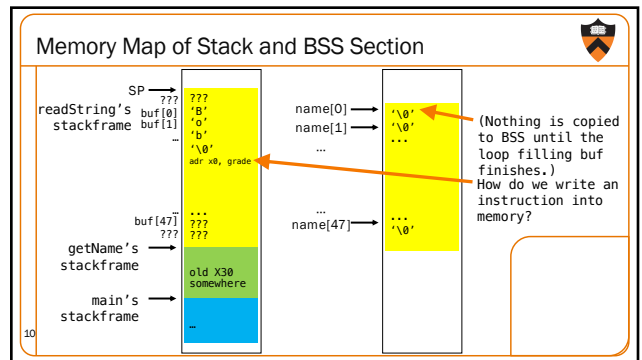 Memory Map of Stack and BSS Section
SP
???
readString's
stackframe
buf[0]
buf[1]
…
… 
buf[47]
???
getName's
stackframe
main's
stackframe
???
‘B’
‘o’
‘b’
‘\0’
adr x0, grade
...
???
???
old X30
somewhere
…
name[0]
name[1]
…
…
name[47]
‘\0’
‘\0’
...
...
‘\0’
(Nothing is copied
to BSS until the
loop filling buf
finishes.)
How do we write an
instruction into
memory?
10